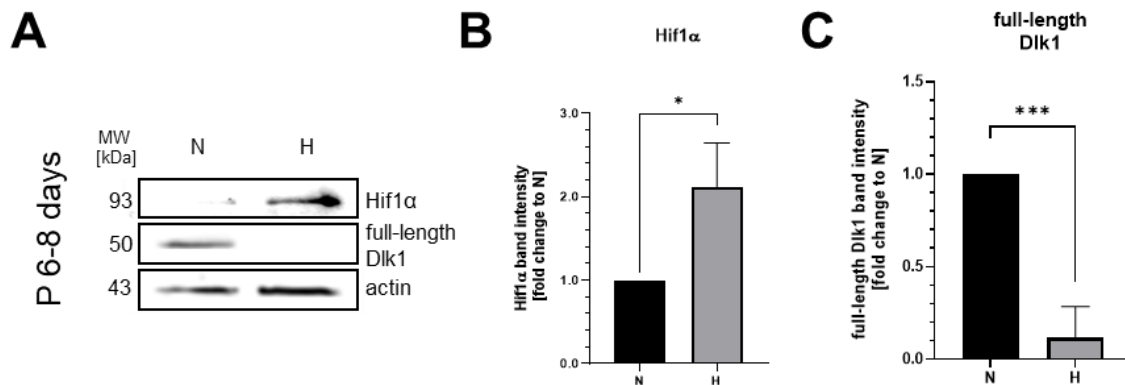 A
P 6-8 days
MW
[kDa]
N
H
93
Hif1α
50
full-length
Dlk1
43
actin
B
Hif1α
Hif1α band intensity
[fold change to N]
3.0
2.0
1.0
0.0
*
N
H
C
full-length
Dlk1
full-length Dlk1 band intensity
[fold change to N]
1.5
1.0
0.5
0.0
***
N
H